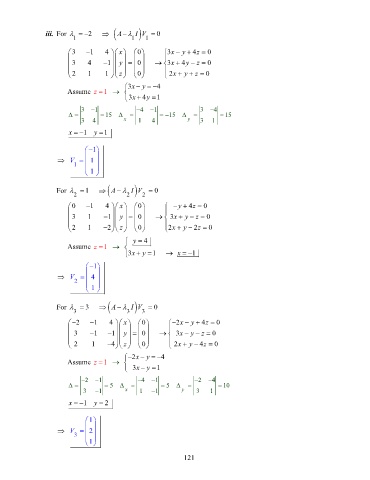 iii. For λ₁ = −2 ⇒ (A − λ₁I)V₁ = 0
(3 −1 4; 3 4 −1; 2 1 1)(x; y; z) = (0; 0; 0) → {3x − y + 4z = 0; 3x + 4y − z = 0; 2x + y + z = 0
Assume z = 1 → {3x − y = −4; 3x + 4y = 1
Δ = |3 −1; 3 4| = 15 Δx = |−4 −1; 1 4| = −15 Δy = |3 −4; 3 1| = 15
x = −1 y = 1
⇒ V₁ = (−1; 1; 1)
For λ₂ = 1 ⇒ (A − λ₂I)V₂ = 0
(0 −1 4; 3 1 −1; 2 1 −2)(x; y; z) = (0; 0; 0) → {−y + 4z = 0; 3x + y − z = 0; 2x + y − 2z = 0
Assume z = 1 → {y = 4; 3x + y = 1 → x = −1
⇒ V₂ = (−1; 4; 1)
For λ₃ = 3 ⇒ (A − λ₃I)V₃ = 0
(−2 −1 4; 3 −1 −1; 2 1 −4)(x; y; z) = (0; 0; 0) → {−2x − y + 4z = 0; 3x − y − z = 0; 2x + y − 4z = 0
Assume z = 1 → {−2x − y = −4; 3x − y = 1
Δ = |−2 −1; 3 −1| = 5 Δx = |−4 −1; 1 −1| = 5 Δy = |−2 −4; 3 1| = 10
x = −1 y = 2
⇒ V₃ = (1; 2; 1)
121